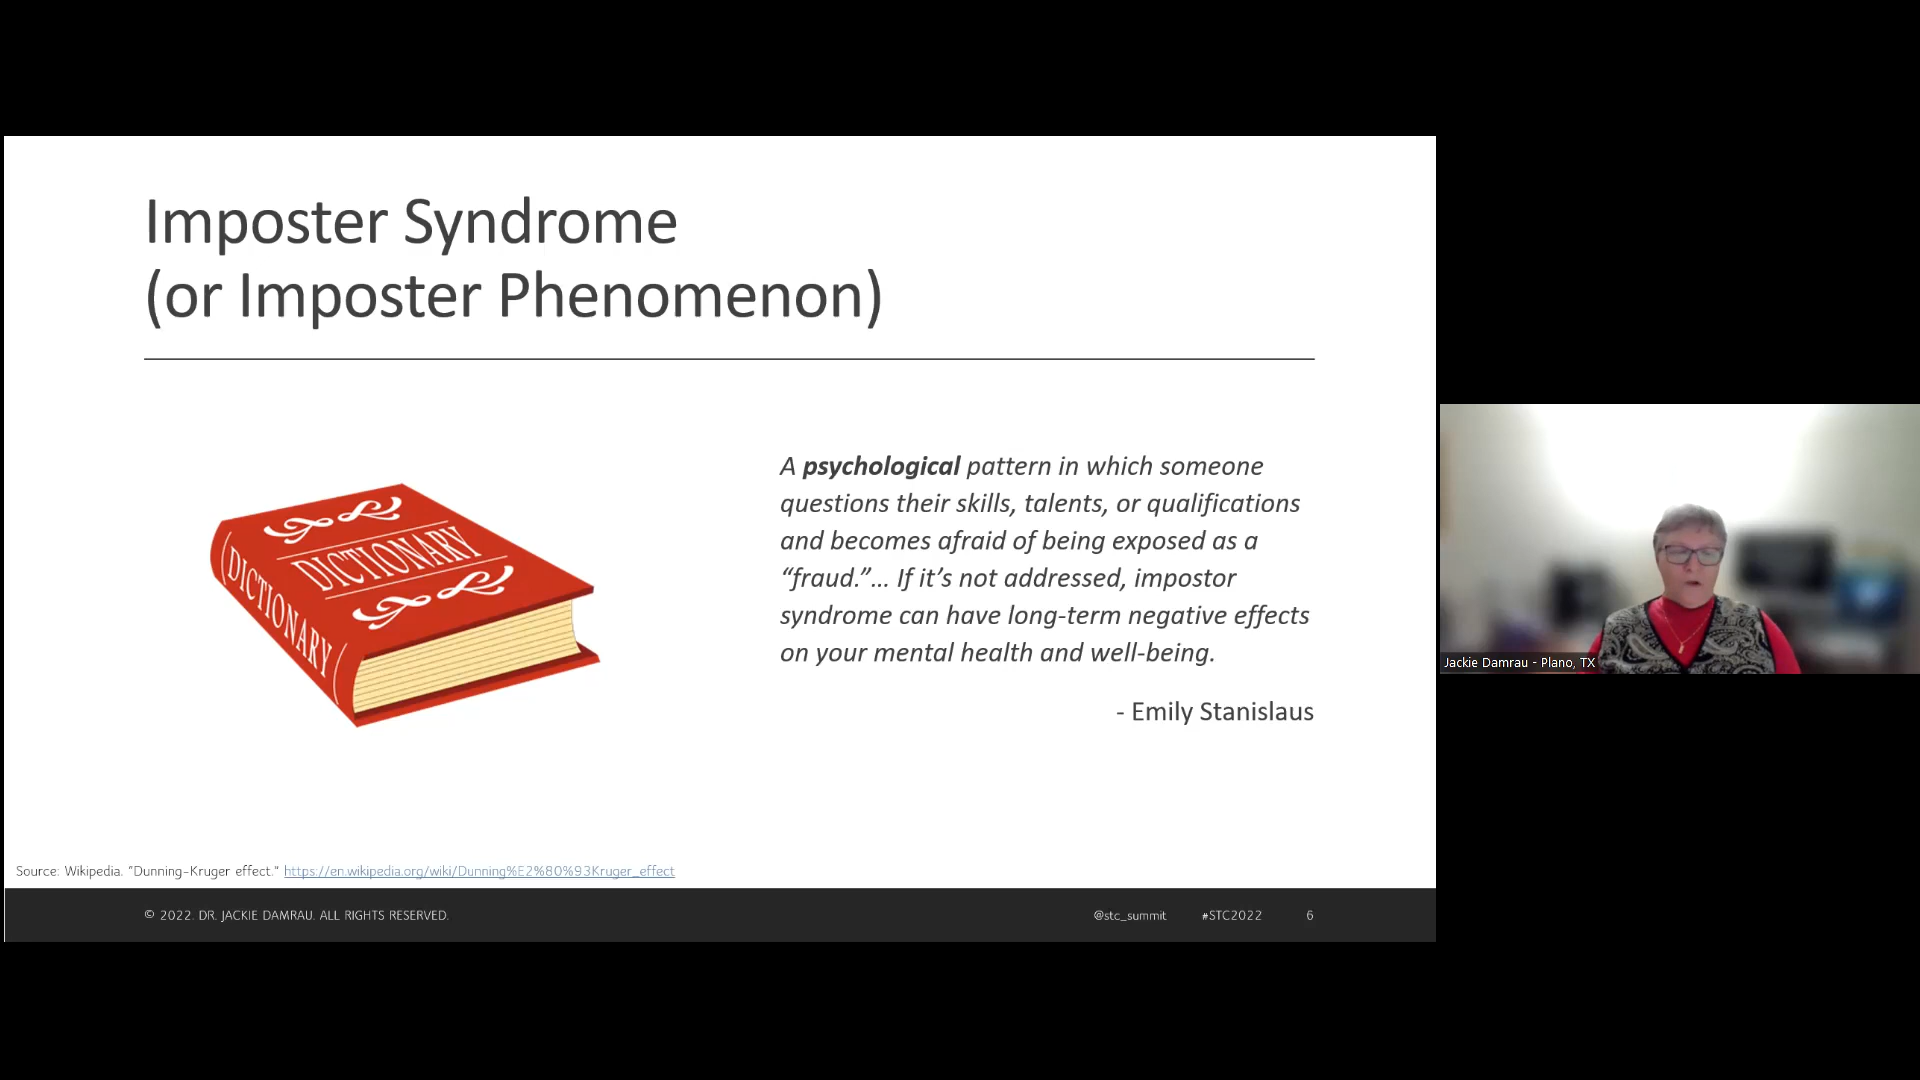 Imposter Syndrome
(or Imposter Phenomenon)
DICTIONARY
DICTIONARY
A psychological pattern in which someone
questions their skills, talents, or qualifications
and becomes afraid of being exposed as a
“fraud.”… If it’s not addressed, impostor
syndrome can have long-term negative effects
on your mental health and well-being.
- Emily Stanislaus
Source: Wikipedia. “Dunning-Kruger effect.” https://en.wikipedia.org/wiki/Dunning%E2%80%93Kruger_effect
© 2022. DR. JACKIE DAMRAU. ALL RIGHTS RESERVED. @stc_summit #STC2022 6
Jackie Damrau - Plano, TX